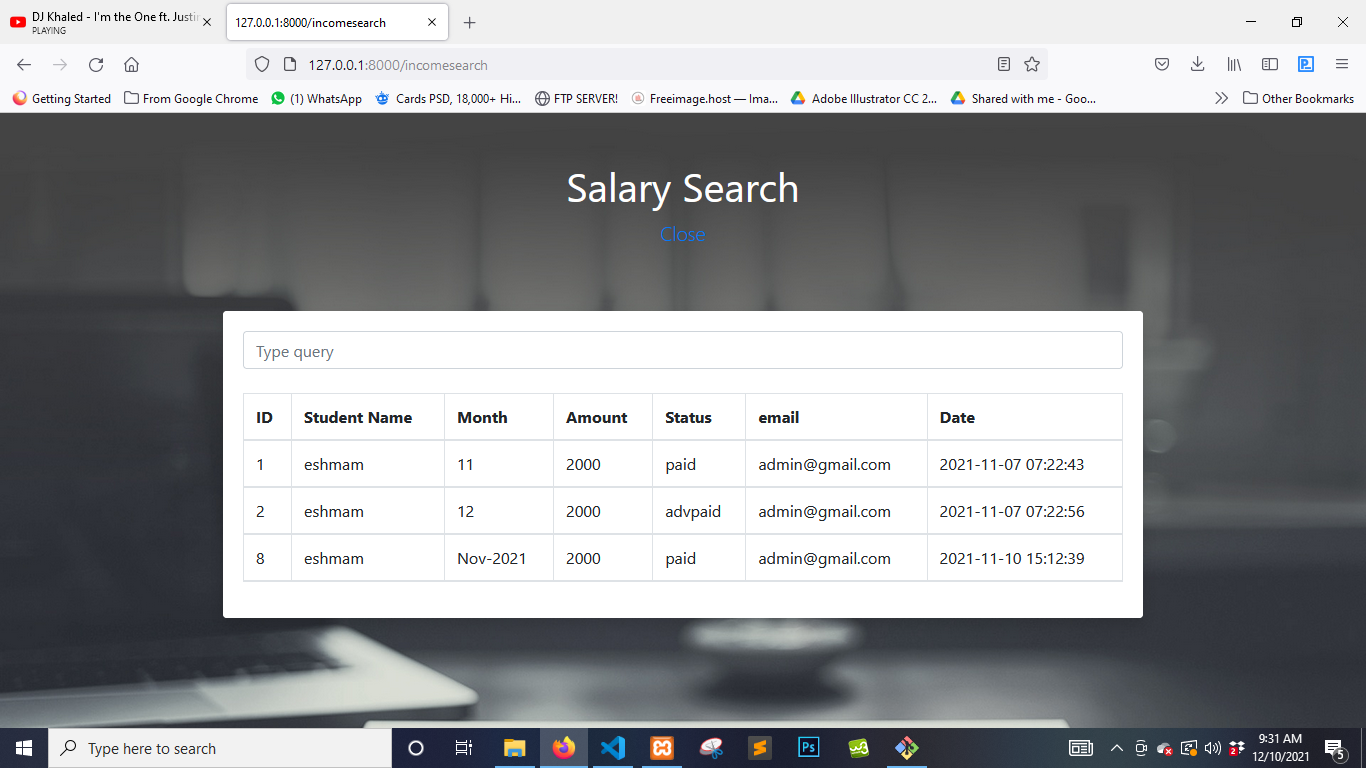 DJ Khaled - I'm the One ft. Justin
PLAYING
127.0.0.1:8000/incomesearch
127.0.0.1:8000/incomesearch
Getting Started From Google Chrome (1) WhatsApp Cards PSD, 18,000+ Hi... FTP SERVER! Freeimage.host — Ima... Adobe Illustrator CC 2... Shared with me - Goo... Other Bookmarks
Salary Search
Close
Type query
ID Student Name Month Amount Status email Date
1 eshmam 11 2000 paid admin@gmail.com 2021-11-07 07:22:43
2 eshmam 12 2000 advpaid admin@gmail.com 2021-11-07 07:22:56
8 eshmam Nov-2021 2000 paid admin@gmail.com 2021-11-10 15:12:39
Type here to search
Ps
2
9:31 AM
12/10/2021
5